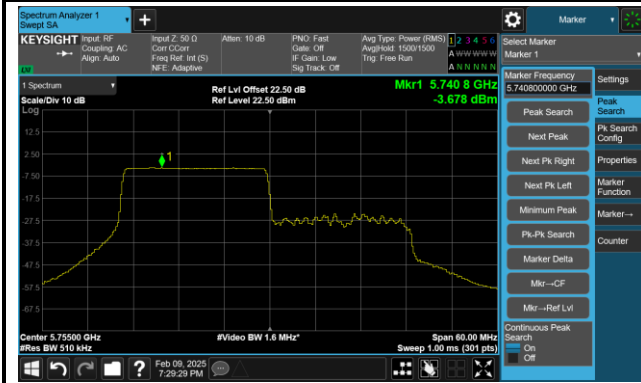 Spectrum Analyzer 1
Swept SA
Marker
KEYSIGHT
Input: RF
Coupling: AC
Align: Auto
Input Z: 50 Ω
Corr CCorr
Freq Ref: Int (S)
NFE: Adaptive
Atten: 10 dB
PNO: Fast
Gate: Off
IF Gain: Low
Sig Track: Off
Avg Type: Power (RMS)
Avg|Hold: 1500/1500
Trig: Free Run
1 2 3 4 5 6
A W W W W W
A N N N N N
Select Marker
Marker 1
1 Spectrum
Scale/Div 10 dB
Log
Ref Lvl Offset 22.50 dB
Ref Level 22.50 dBm
Mkr1 5.740 8 GHz
-3.678 dBm
12.5
2.50
-7.50
-17.5
-27.5
-37.5
-47.5
-57.5
-67.5
1
Center 5.75500 GHz
#Res BW 510 kHz
#Video BW 1.6 MHz*
Span 60.00 MHz
Sweep 1.00 ms (301 pts)
Marker Frequency
5.740800000 GHz
Peak Search
Next Peak
Next Pk Right
Next Pk Left
Minimum Peak
Pk-Pk Search
Marker Delta
Mkr→CF
Mkr→Ref Lvl
Continuous Peak
Search
On
Off
Settings
Peak
Search
Pk Search
Config
Properties
Marker
Function
Marker→
Counter
Feb 09, 2025
7:29:29 PM